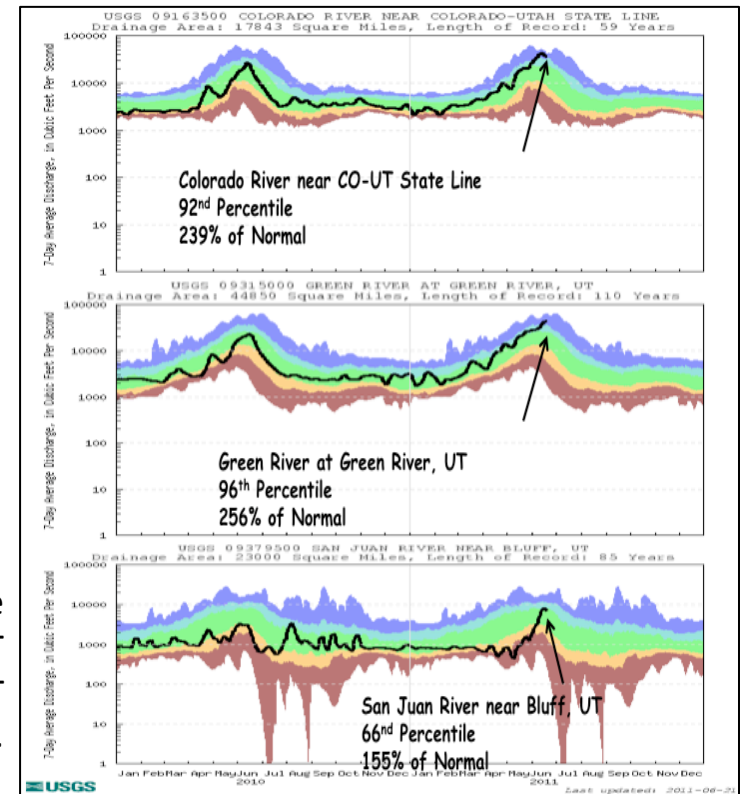 USGS 09163500 COLORADO RIVER NEAR COLORADO-UTAH STATE LINE
Drainage Area: 17843 Square Miles, Length of Record: 59 Years
7-Day Average Discharge, in Cubic Feet Per Second
100000
10000
1000
100
10
1
Colorado River near CO-UT State Line
92nd Percentile
239% of Normal
USGS 09315000 GREEN RIVER AT GREEN RIVER, UT
Drainage Area: 44850 Square Miles, Length of Record: 110 Years
7-Day Average Discharge, in Cubic Feet Per Second
100000
10000
1000
100
10
1
Green River at Green River, UT
96th Percentile
256% of Normal
USGS 09379500 SAN JUAN RIVER NEAR BLUFF, UT
Drainage Area: 23000 Square Miles, Length of Record: 85 Years
7-Day Average Discharge, in Cubic Feet Per Second
100000
10000
1000
100
10
1
San Juan River near Bluff, UT
66nd Percentile
155% of Normal
Jan Feb Mar Apr May Jun Jul Aug Sep Oct Nov Dec Jan Feb Mar Apr May Jun Jul Aug Sep Oct Nov Dec
2010 2011
USGS
Last updated: 2011-06-21